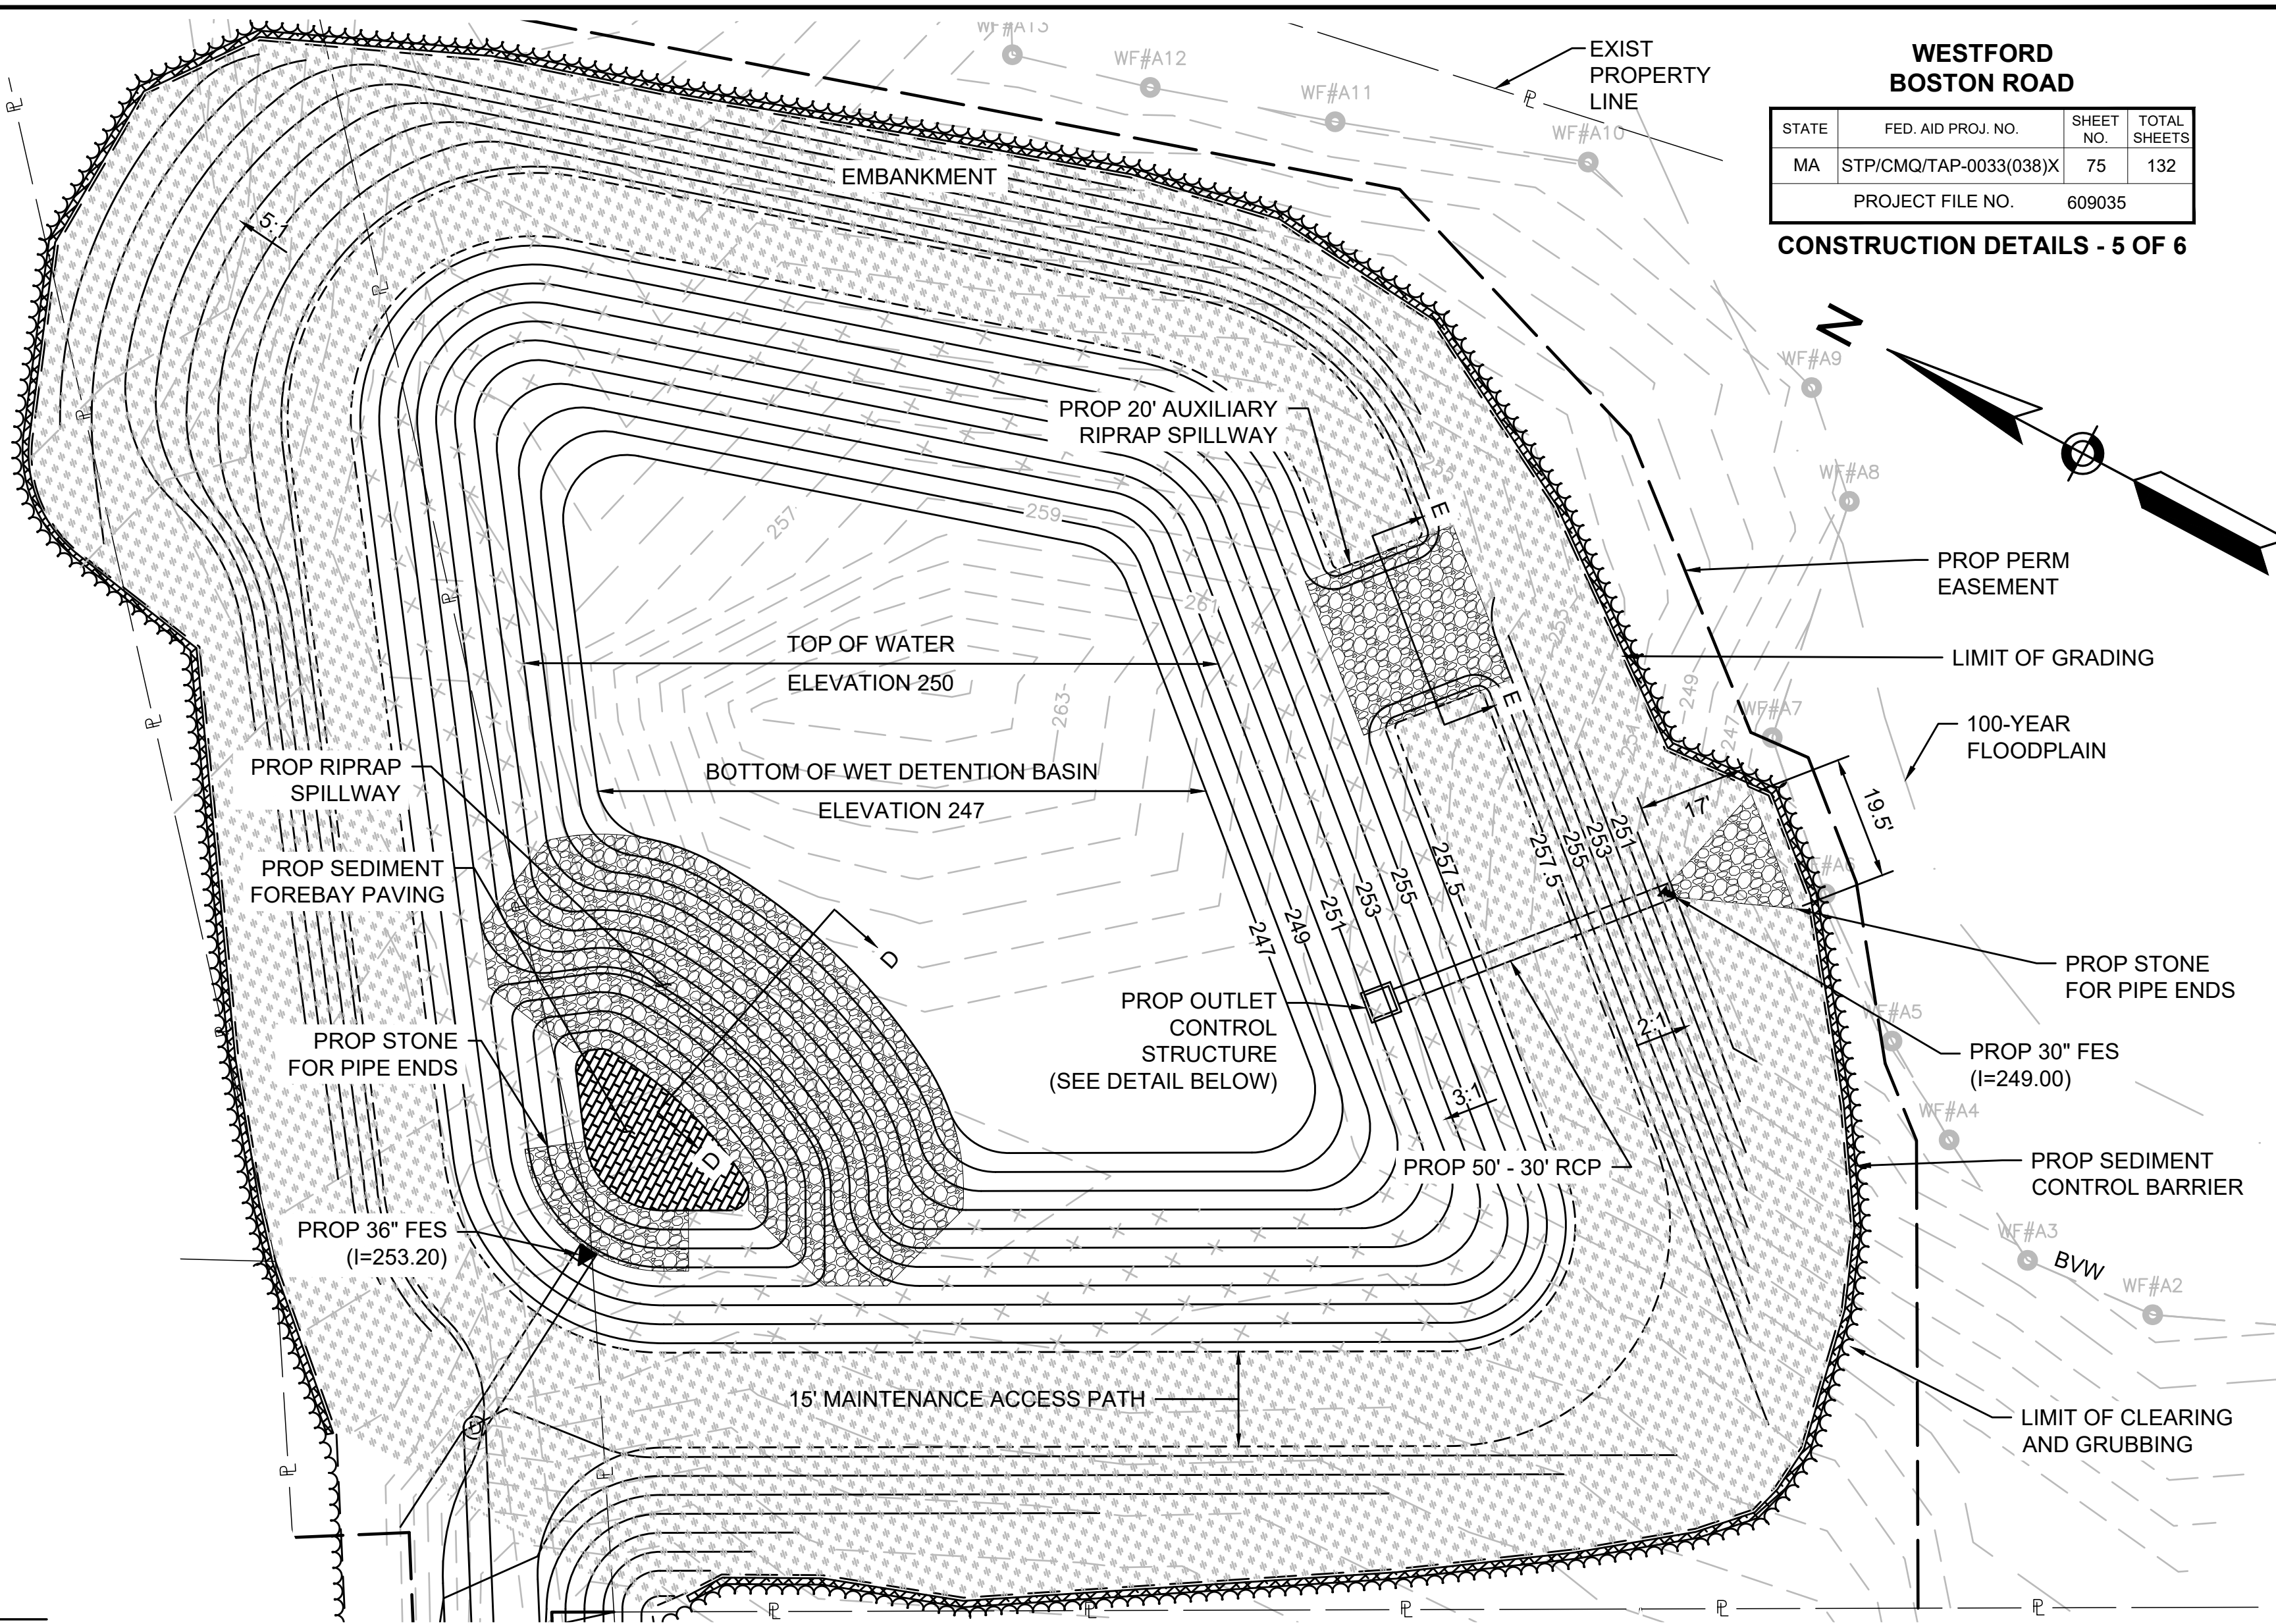 WF#A13
WF#A12
WF#A11
WF#A10
EXIST
PROPERTY
LINE
WESTFORD
BOSTON ROAD
STATE FED. AID PROJ. NO. SHEET NO. TOTAL SHEETS
MA STP/CMQ/TAP-0033(038)X 75 132
PROJECT FILE NO. 609035
CONSTRUCTION DETAILS - 5 OF 6
N
EMBANKMENT
5:1
PROP 20' AUXILIARY
RIPRAP SPILLWAY
WF#A9
WF#A8
257
259
261
263
255
253
E
E
PROP PERM
EASEMENT
LIMIT OF GRADING
100-YEAR
FLOODPLAIN
TOP OF WATER
ELEVATION 250
BOTTOM OF WET DETENTION BASIN
ELEVATION 247
249
247
251
WF#A7
17'
19.5'
PROP RIPRAP
SPILLWAY
PROP SEDIMENT
FOREBAY PAVING
PROP STONE
FOR PIPE ENDS
PROP 36" FES
(I=253.20)
D
D
247
249
251
253
255
257.5
257.5
255
253
251
#A6
WF#A5
WF#A4
WF#A3
WF#A2
BVW
PROP OUTLET
CONTROL
STRUCTURE
(SEE DETAIL BELOW)
2:1
3:1
PROP 50' - 30' RCP
PROP STONE
FOR PIPE ENDS
PROP 30" FES
(I=249.00)
PROP SEDIMENT
CONTROL BARRIER
LIMIT OF CLEARING
AND GRUBBING
15' MAINTENANCE ACCESS PATH
D